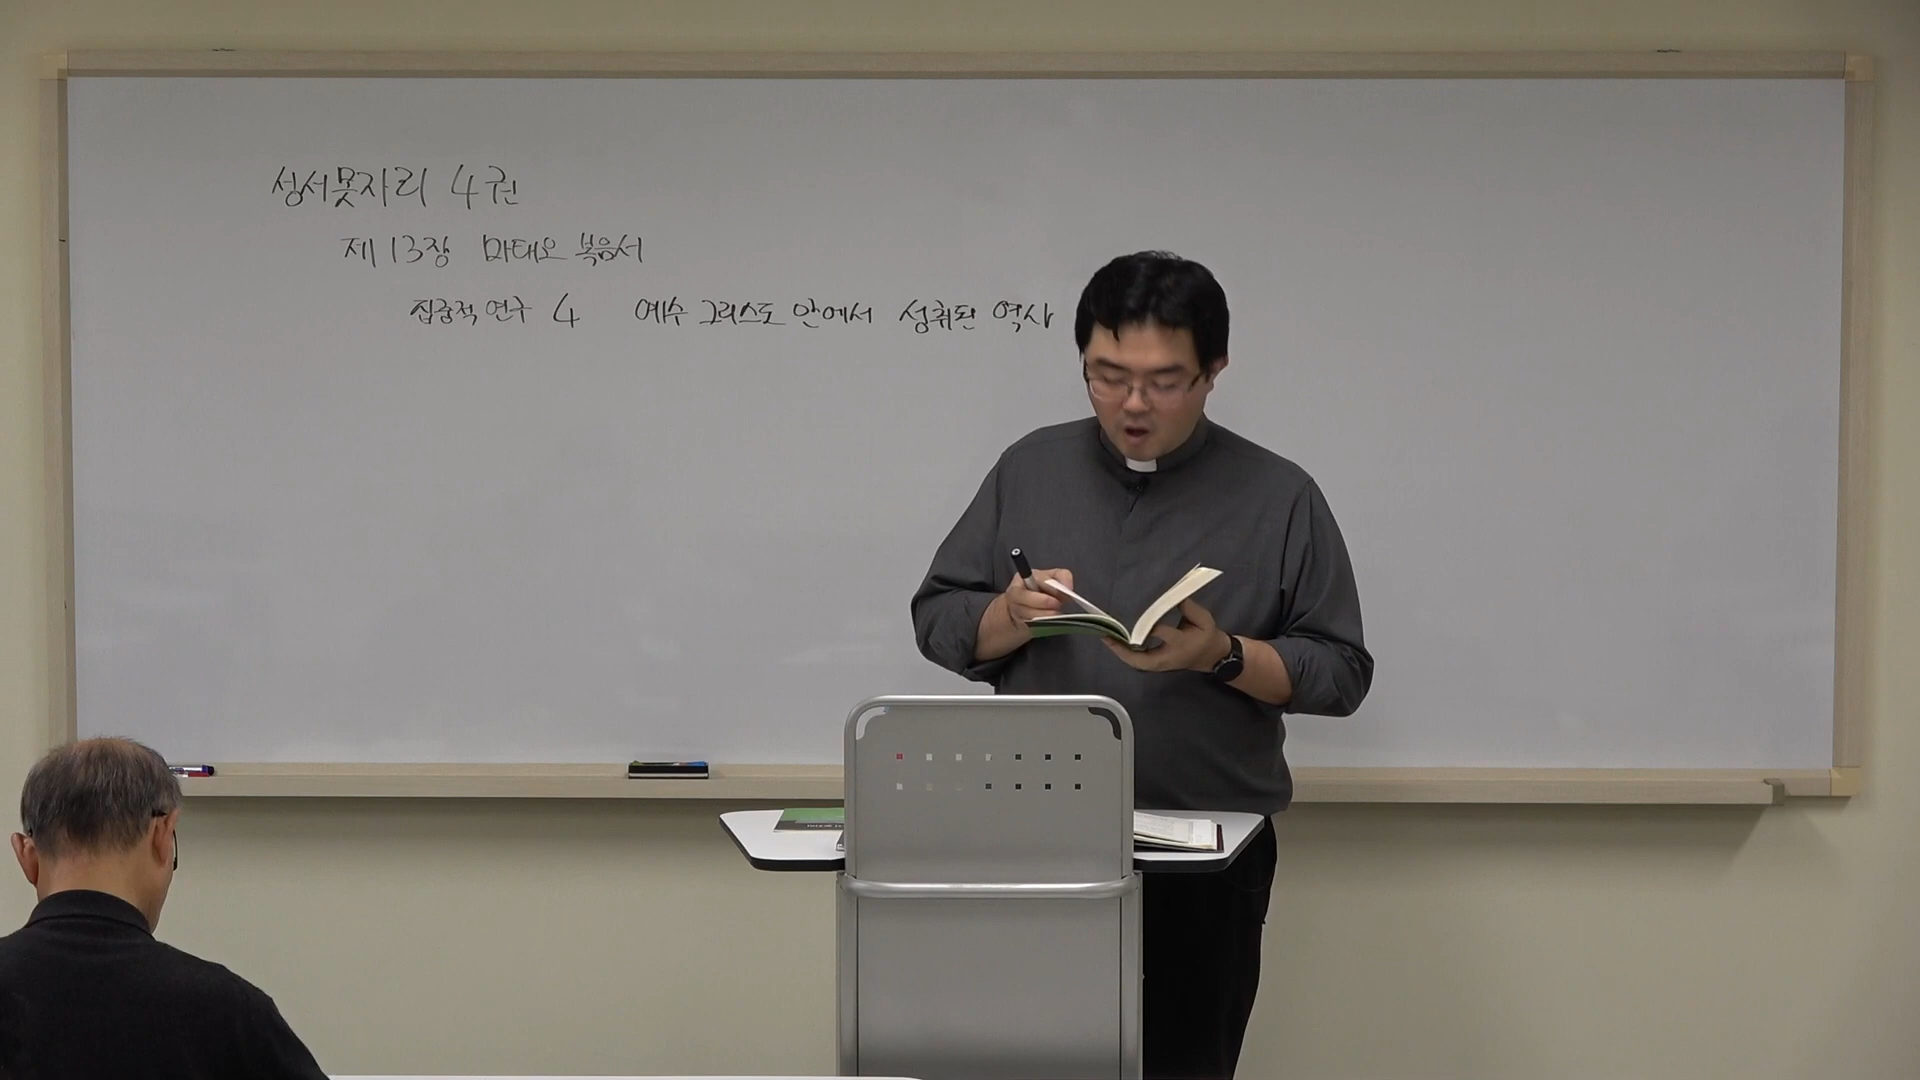 성서못자리 4권
제 13장 마태오 복음서
집중적 연구 4 예수 그리스도 안에서 성취된 역사